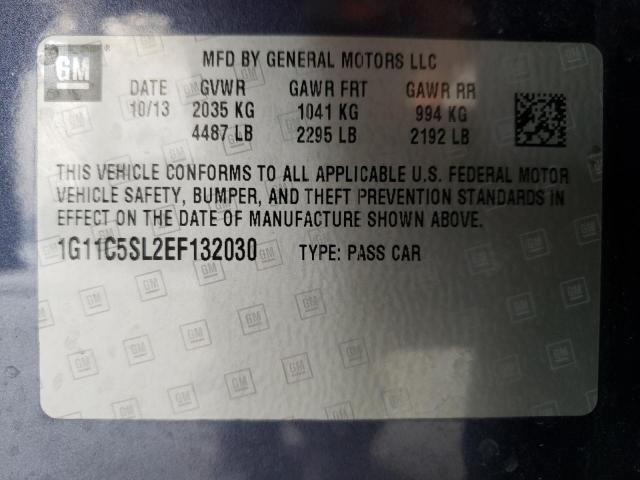 GM
MFD BY GENERAL MOTORS LLC
DATE GVWR GAWR FRT GAWR RR
10/13 2035 KG 1041 KG 994 KG
4487 LB 2295 LB 2192 LB
THIS VEHICLE CONFORMS TO ALL APPLICABLE U.S. FEDERAL MOTOR
VEHICLE SAFETY, BUMPER, AND THEFT PREVENTION STANDARDS IN
EFFECT ON THE DATE OF MANUFACTURE SHOWN ABOVE.
1G11C5SL2EF132030 TYPE: PASS CAR